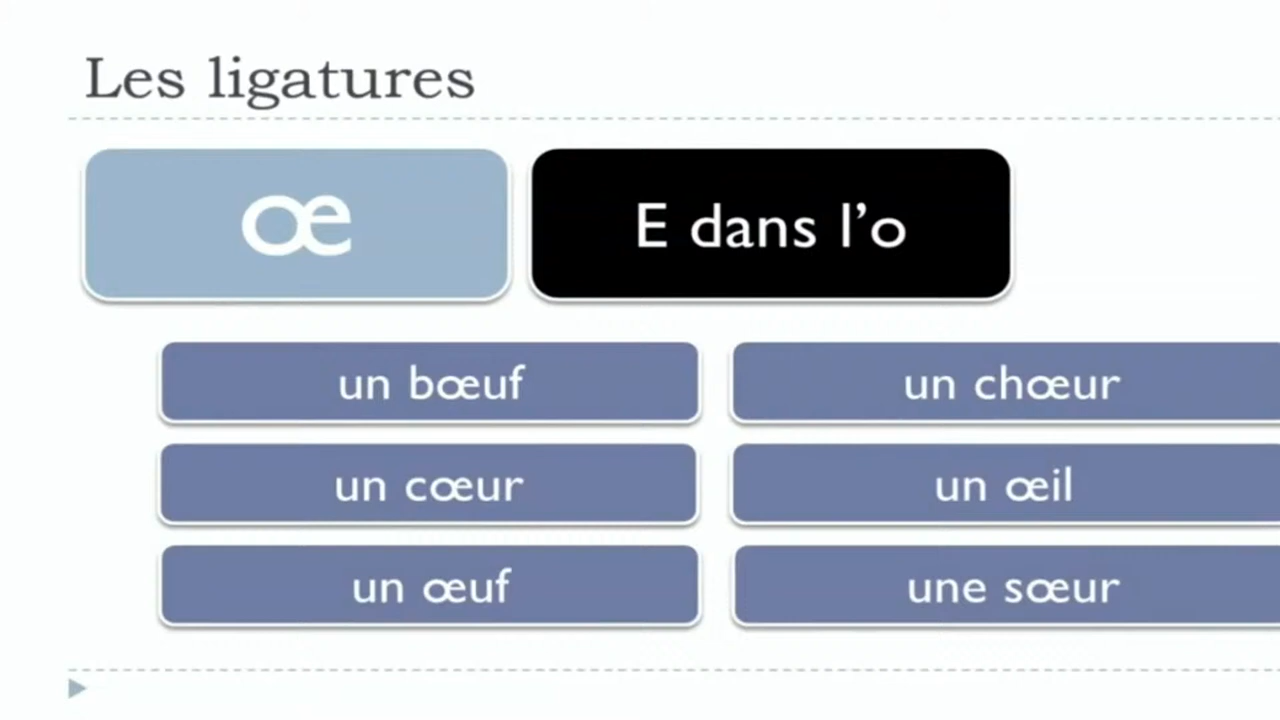 Les ligatures
œ
E dans l’o
un bœuf
un chœur
un cœur
un œil
un œuf
une sœur